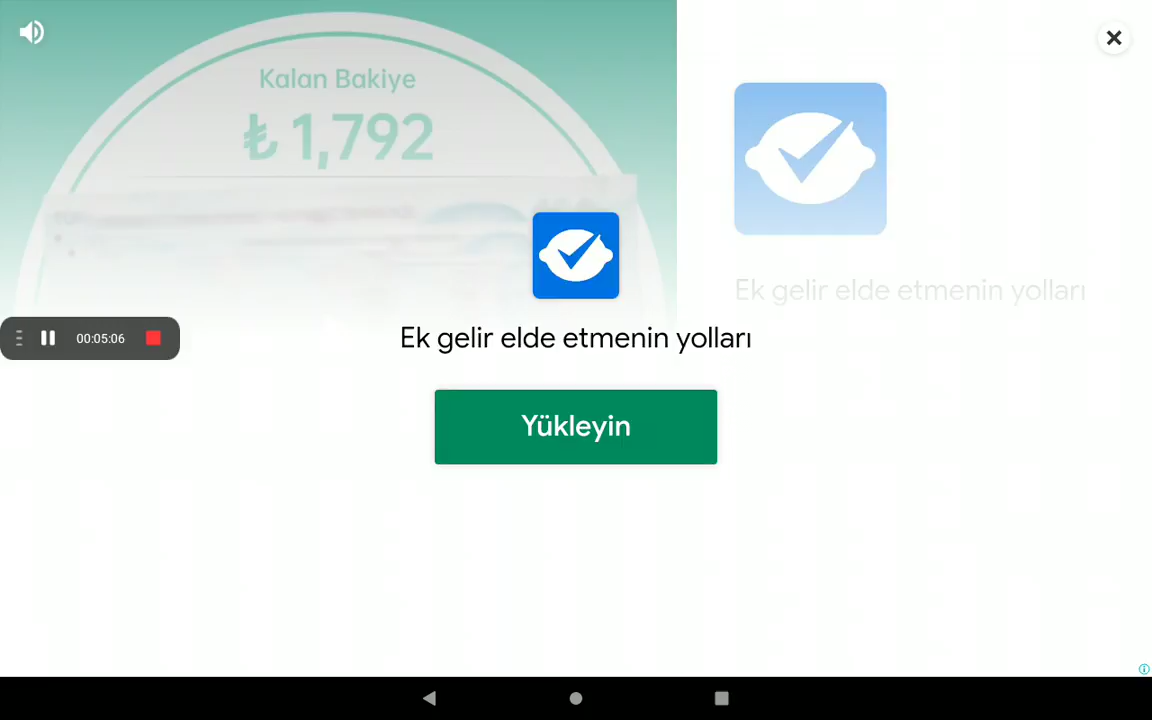 Kalan Bakiye
₺ 1,792
Ek gelir elde etmenin yolları
Ek gelir elde etmenin yolları
00:05:06
Yükleyin